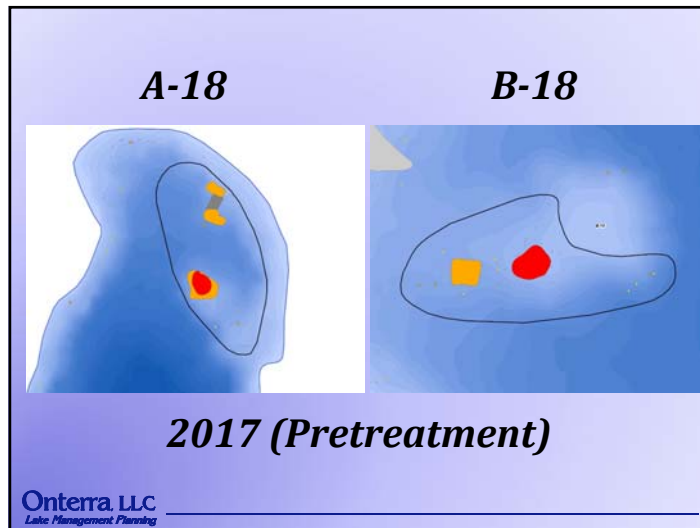 A-18 B-18
2017 (Pretreatment)
Onterra, LLC
Lake Management Planning